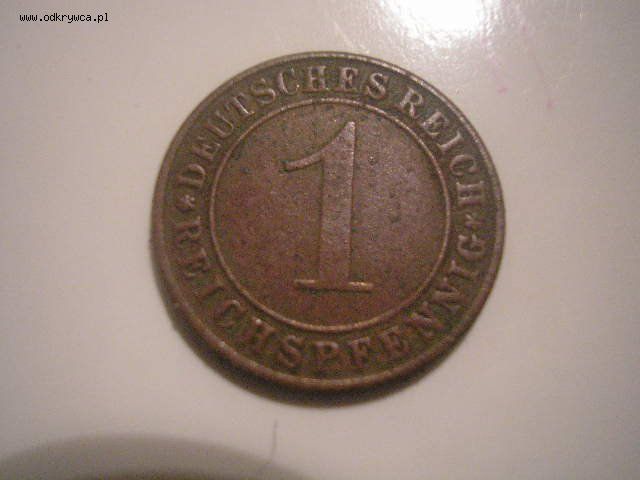 www.odkrywca.pl
*DEUTSCHES REICH*
1
REICHSPFENNIG